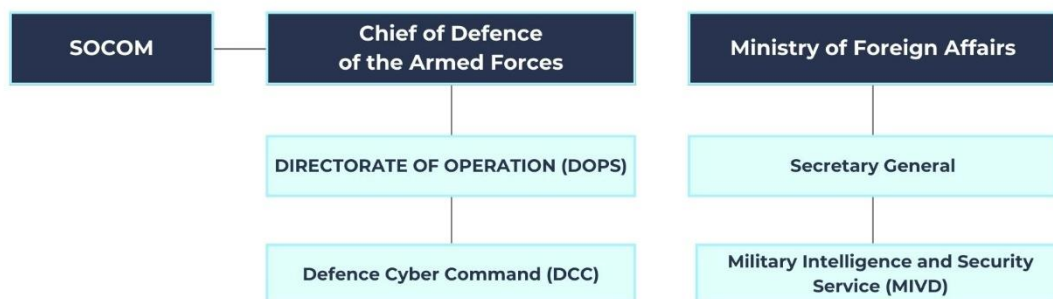 SOCOM
Chief of Defence
of the Armed Forces
Ministry of Foreign Affairs
DIRECTORATE OF OPERATION (DOPS)
Secretary General
Defence Cyber Command (DCC)
Military Intelligence and Security
Service (MIVD)